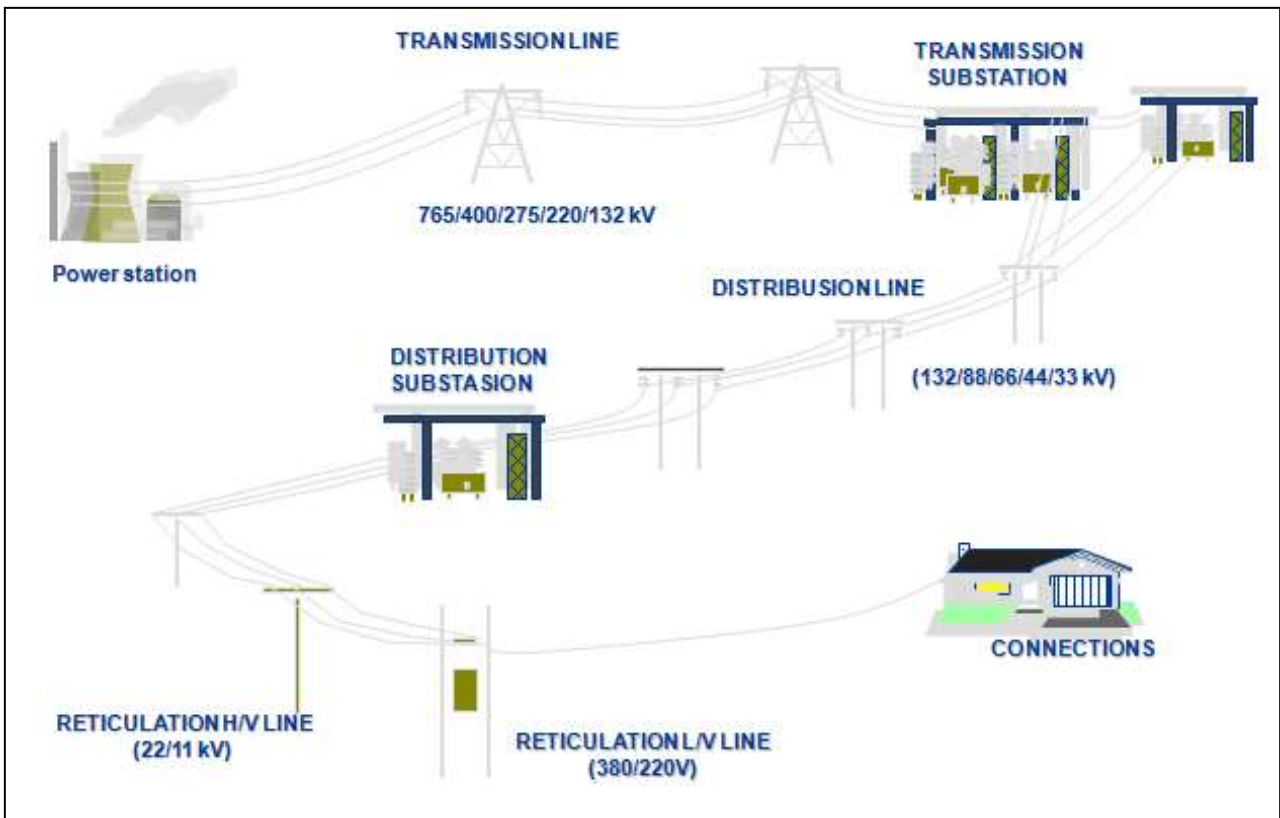 TRANSMISSION LINE
TRANSMISSION
SUBSTATION
765/400/275/220/132 kV
Power station
DISTRIBUSION LINE
(132/88/66/44/33 kV)
DISTRIBUTION
SUBSTASION
CONNECTIONS
RETICULATION H/V LINE
(22/11 kV)
RETICULATION L/V LINE
(380/220V)